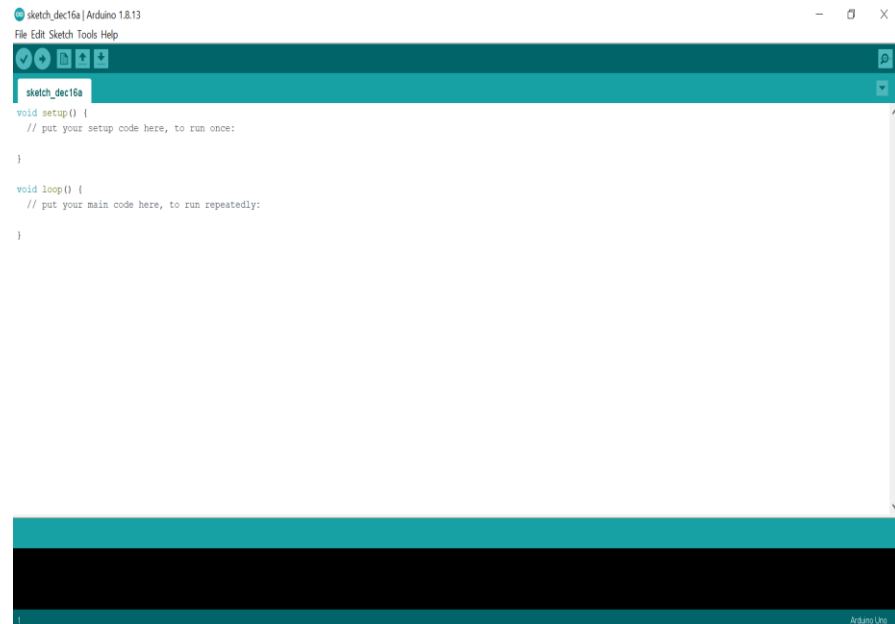 sketch_dec16a | Arduino 1.8.13
File Edit Sketch Tools Help
sketch_dec16a
void setup() {
  // put your setup code here, to run once:
}
void loop() {
  // put your main code here, to run repeatedly:
}
1
Arduino Uno